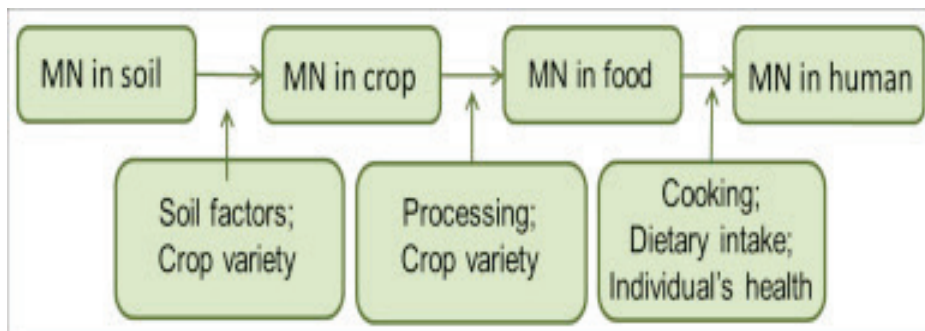 MN in soil
MN in crop
MN in food
MN in human
Soil factors;
Crop variety
Processing;
Crop variety
Cooking;
Dietary intake;
Individual's health